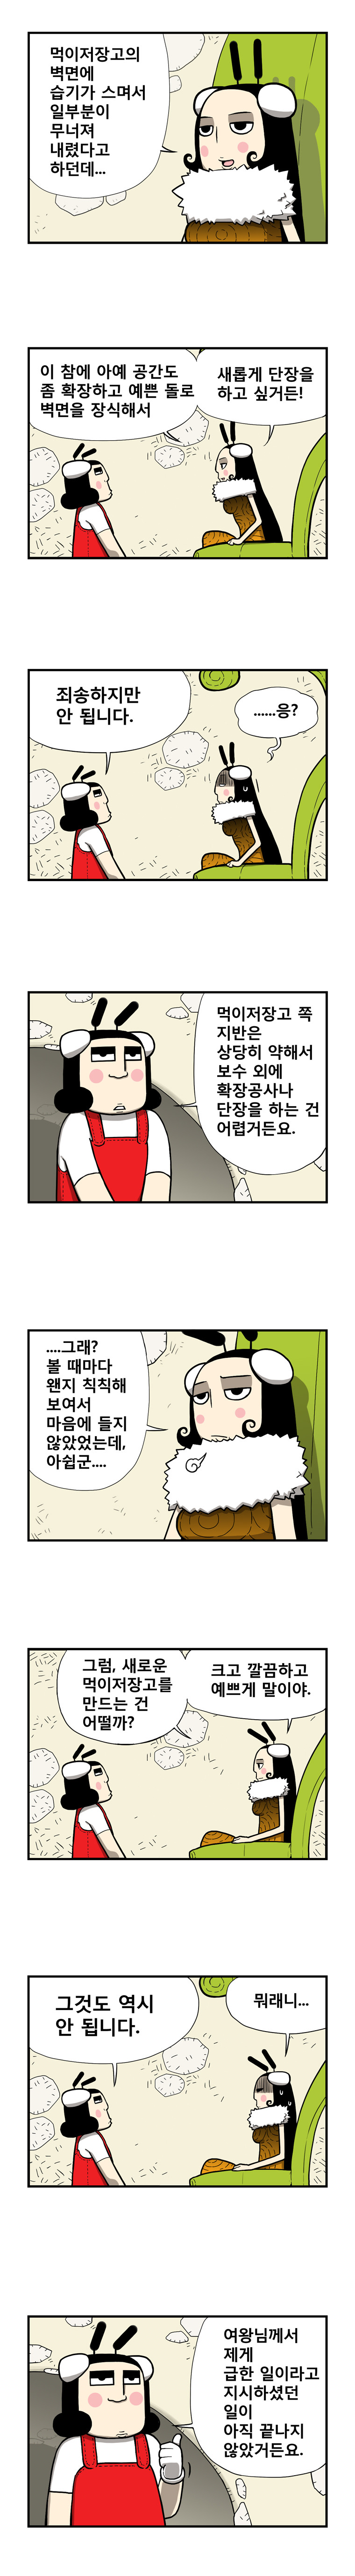 먹이저장고의
벽면에
습기가 스며서
일부분이
무너져
내렸다고
하던데...
이 참에 아예 공간도
좀 확장하고 예쁜 돌로
벽면을 장식해서
새롭게 단장을
하고 싶거든!
죄송하지만
안 됩니다.
......응?
먹이저장고 쪽
지반은
상당히 약해서
보수 외에
확장공사나
단장을 하는 건
어렵거든요.
....그래?
볼 때마다
왠지 칙칙해
보여서
마음에 들지
않았었는데,
아쉽군....
그럼, 새로운
먹이저장고를
만드는 건
어떨까?
크고 깔끔하고
예쁘게 말이야.
그것도 역시
안 됩니다.
뭐래니...
여왕님께서
제게
급한 일이라고
지시하셨던
일이
아직 끝나지
않았거든요.